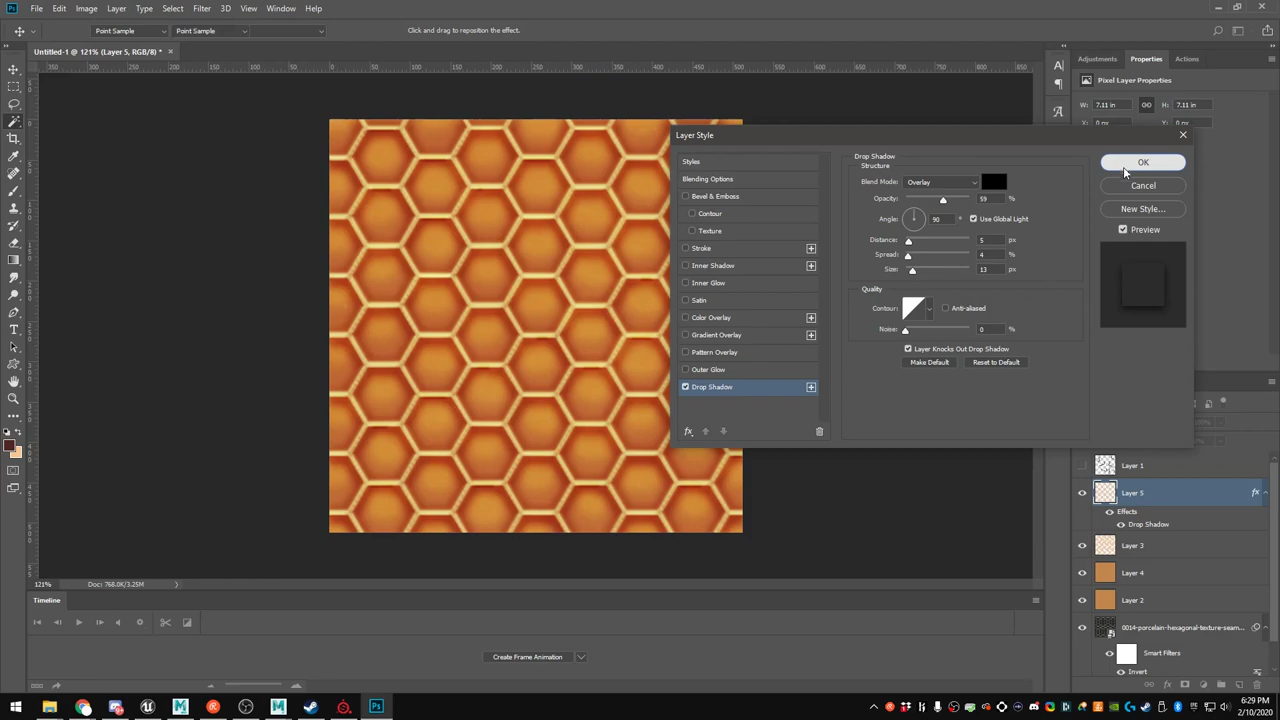 Ps File Edit Image Layer Type Select Filter 3D View Window Help
Point Sample Point Sample Click and drag to reposition the effect.
Untitled-1 @ 121% (Layer 5, RGB/8) * ×
Adjustments Properties Actions
Pixel Layer Properties
W: 7.11 in H: 7.11 in
X: 0 px Y: 0 px
Layer Style
Styles
Blending Options
Bevel & Emboss
Contour
Texture
Stroke
Inner Shadow
Inner Glow
Satin
Color Overlay
Gradient Overlay
Pattern Overlay
Outer Glow
Drop Shadow
fx
Drop Shadow
Structure
Blend Mode: Overlay
Opacity: 59 %
Angle: 90 ° Use Global Light
Distance: 5 px
Spread: 4 %
Size: 13 px
Quality
Contour: Anti-aliased
Noise: 0 %
Layer Knocks Out Drop Shadow
Make Default Reset to Default
OK
Cancel
New Style...
Preview
Layer 1
Layer 5 fx
Effects
Drop Shadow
Layer 3
Layer 4
Layer 2
0014-porcelain-hexagonal-texture-seam...
Smart Filters
Invert
121% Doc: 768.0K/3.25M
Timeline
Create Frame Animation
6:29 PM
2/10/2020